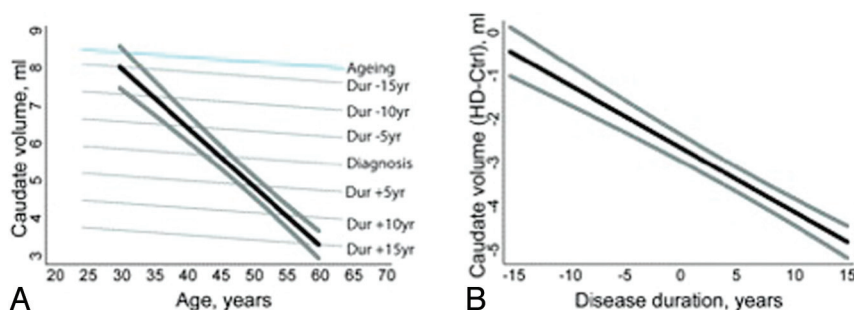 Caudate volume, ml
9
8
7
6
5
4
3
Ageing
Dur -15yr
Dur -10yr
Dur -5yr
Diagnosis
Dur +5yr
Dur +10yr
Dur +15yr
20 25 30 35 40 45 50 55 60 65 70
Age, years
A
Caudate volume (HD-Ctrl), ml
0
-1
-2
-3
-4
-5
-15 -10 -5 0 5 10 15
Disease duration, years
B